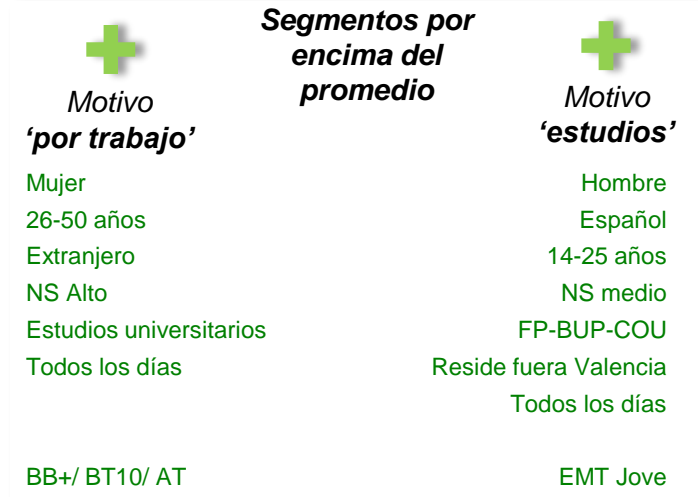 Segmentos por
encima del
promedio
Motivo
‘por trabajo’
Motivo
‘estudios’
Mujer
26-50 años
Extranjero
NS Alto
Estudios universitarios
Todos los días
BB+/ BT10/ AT
Hombre
Español
14-25 años
NS medio
FP-BUP-COU
Reside fuera Valencia
Todos los días
EMT Jove